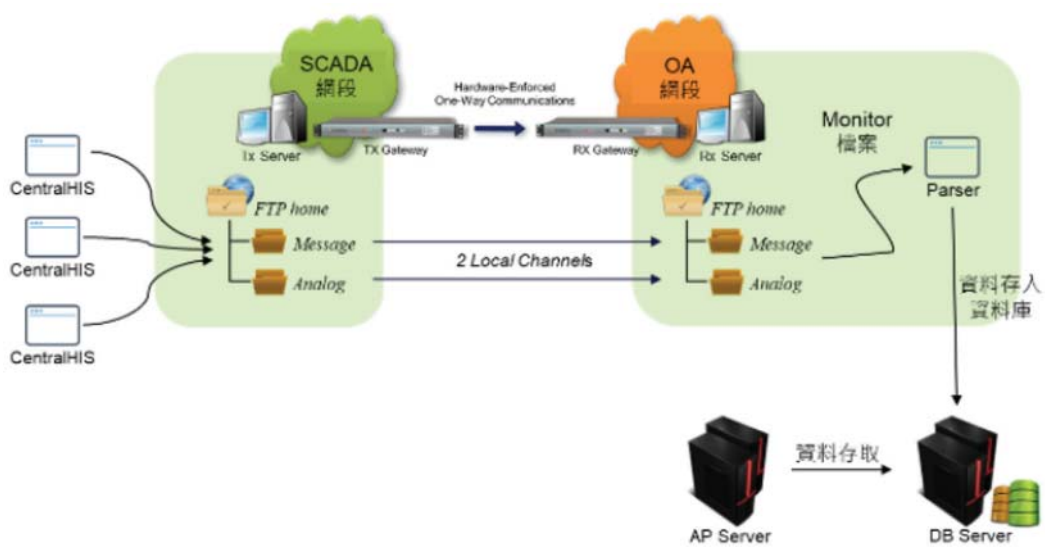 SCADA
網段
OA
網段
Hardware-Enforced
One-Way Communications
Tx Server
TX Gateway
RX Gateway
Rx Server
Monitor
檔案
Parser
CentralHIS
CentralHIS
CentralHIS
FTP home
Message
Analog
2 Local Channels
FTP home
Message
Analog
資料存入
資料庫
資料存取
AP Server
DB Server